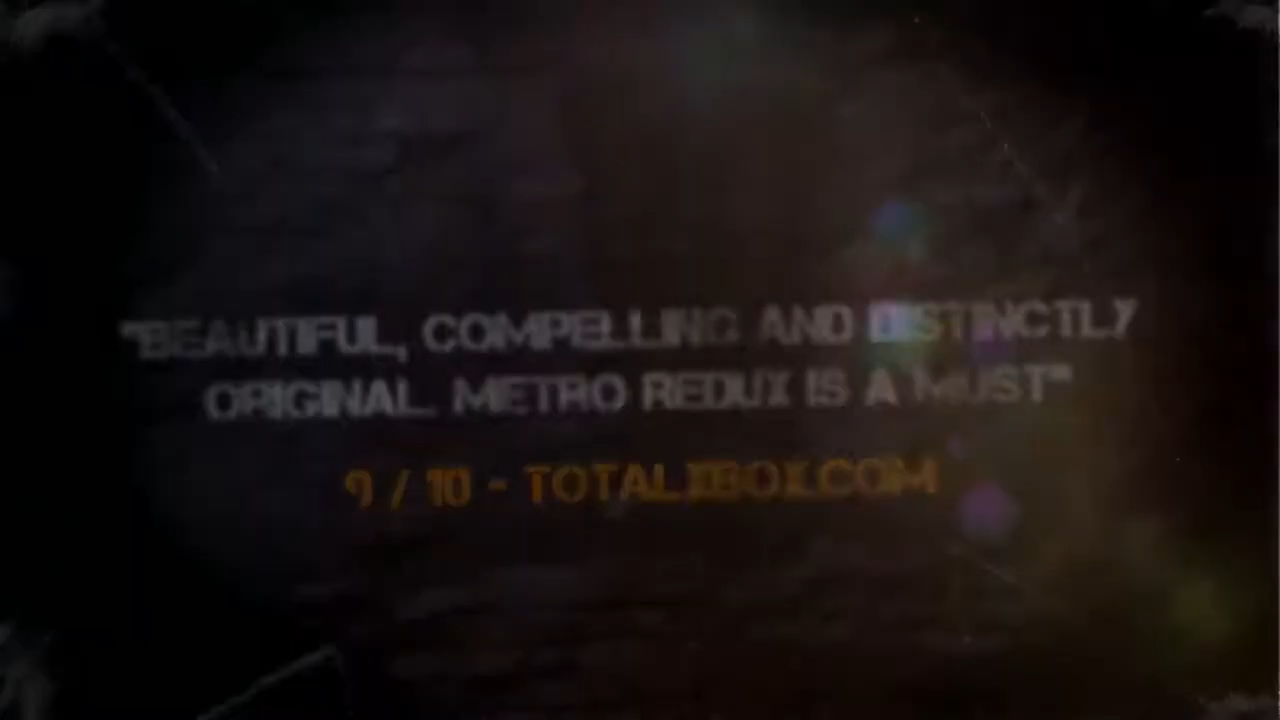 "BEAUTIFUL, COMPELLING AND DISTINCTLY
ORIGINAL. METRO REDUX IS A MUST"
9 / 10 - TOTALXBOX.COM